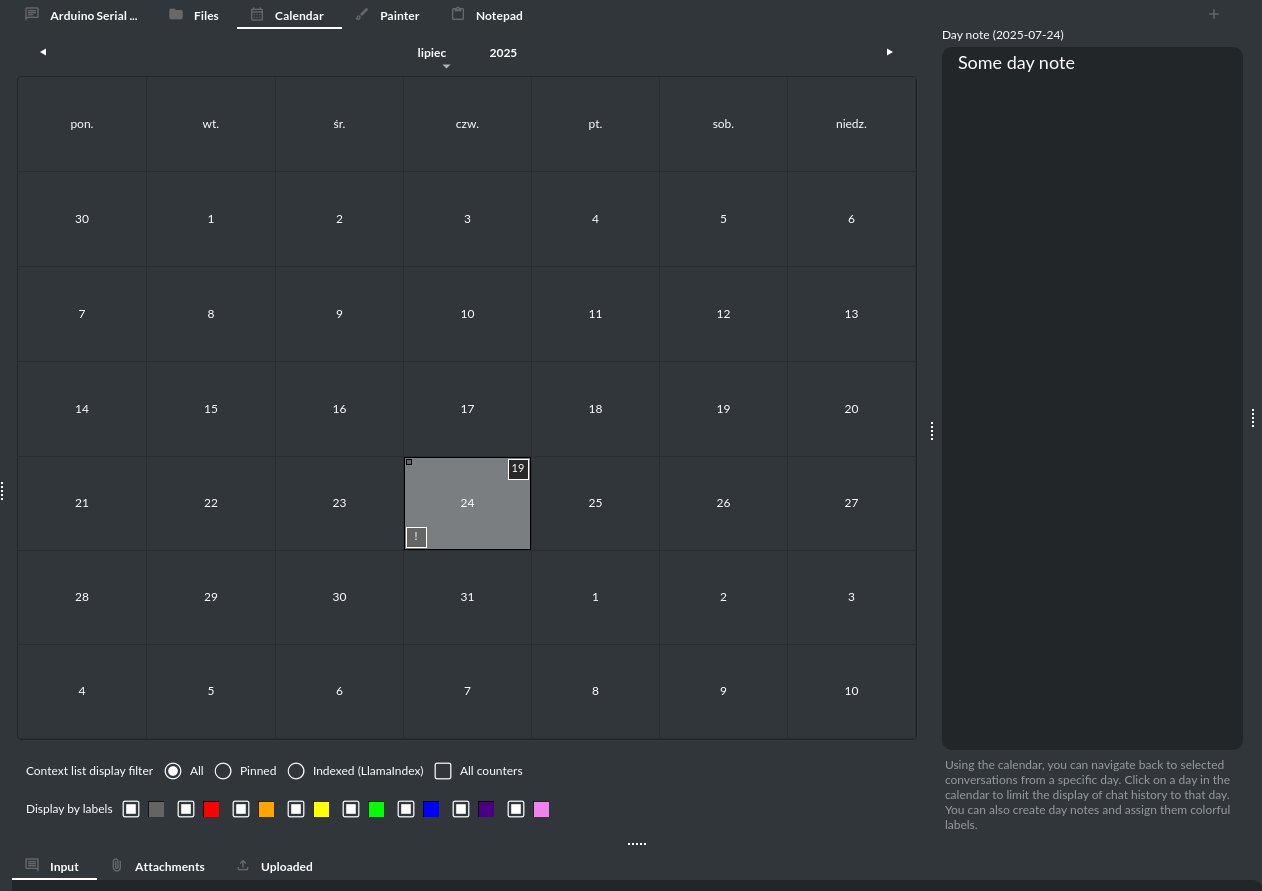 Arduino Serial ... Files Calendar Painter Notepad +
◄ lipiec 2025 ►
pon. wt. śr. czw. pt. sob. niedz.
30 1 2 3 4 5 6
7 8 9 10 11 12 13
14 15 16 17 18 19 20
19
21 22 23 24 25 26 27
!
28 29 30 31 1 2 3
4 5 6 7 8 9 10
Context list display filter All Pinned Indexed (LlamaIndex) All counters
Display by labels
Day note (2025-07-24)
Some day note
Using the calendar, you can navigate back to selected
conversations from a specific day. Click on a day in the
calendar to limit the display of chat history to that day.
You can also create day notes and assign them colorful
labels.
Input Attachments Uploaded